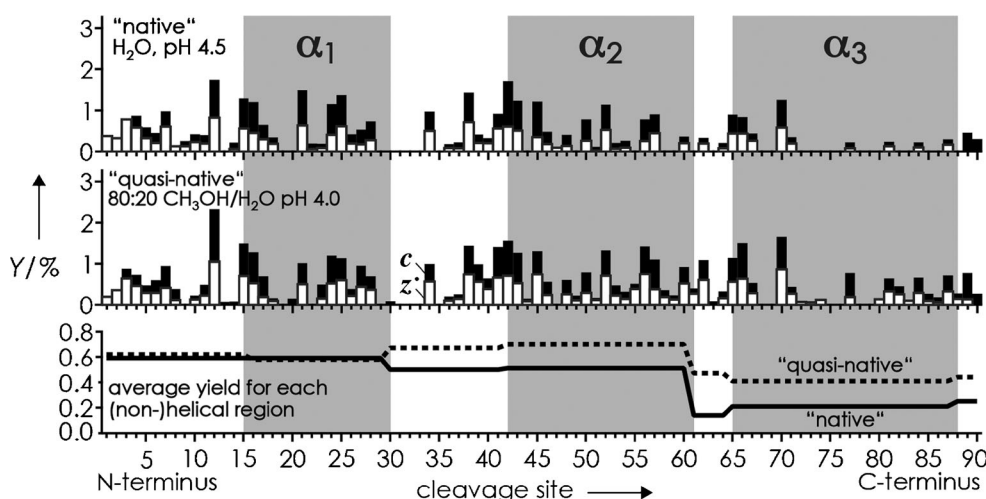 “native“
H₂O, pH 4.5
α₁
α₂
α₃
3
2
1
0
“quasi-native“
80:20 CH₃OH/H₂O pH 4.0
c
z•
Y/%
3
2
1
0
0.8
0.6
0.4
0.2
0.0
average yield for each
(non-)helical region
“quasi-native“
“native“
5 10 15 20 25 30 35 40 45 50 55 60 65 70 75 80 85 90
N-terminus cleavage site C-terminus